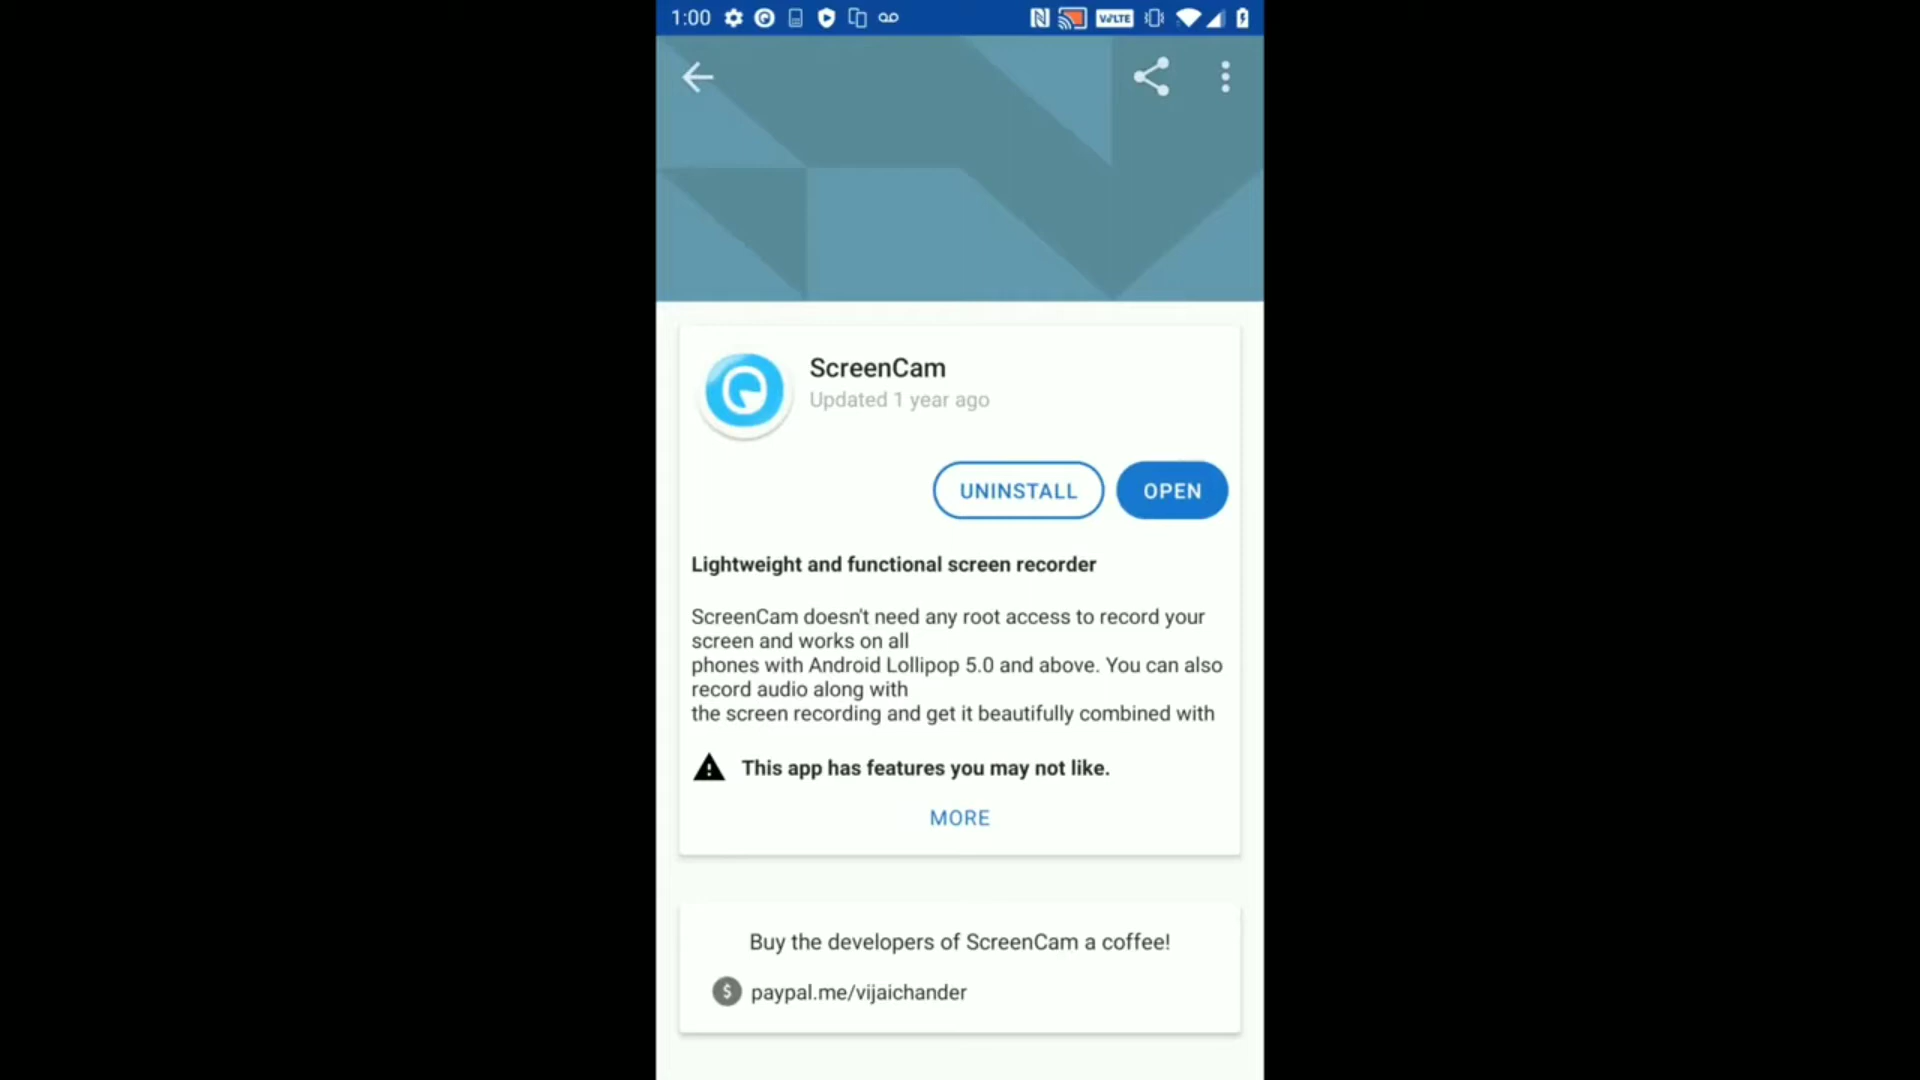 1:00
VoLTE
ScreenCam
Updated 1 year ago
UNINSTALL
OPEN
Lightweight and functional screen recorder
ScreenCam doesn't need any root access to record your
screen and works on all
phones with Android Lollipop 5.0 and above. You can also
record audio along with
the screen recording and get it beautifully combined with
This app has features you may not like.
MORE
Buy the developers of ScreenCam a coffee!
$ paypal.me/vijaichander